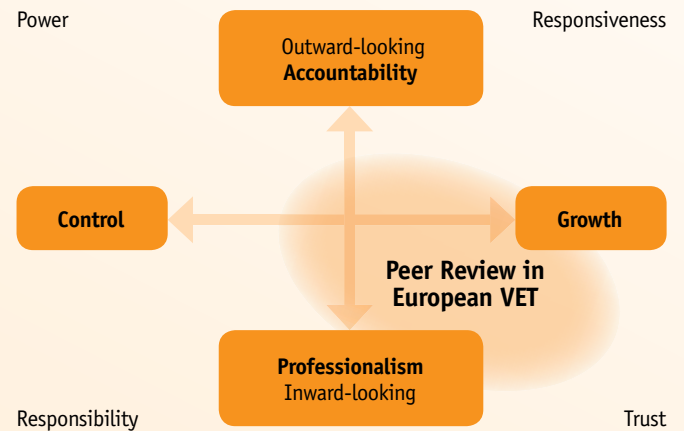 Power
Responsiveness
Outward-looking
Accountability
Control
Growth
Peer Review in
European VET
Professionalism
Inward-looking
Responsibility
Trust